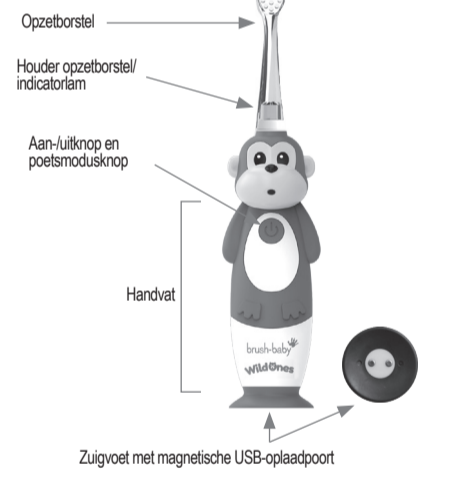 Opzetborstel
Houder opzetborstel/
indicatorlam
Aan-/uitknop en
poetsmodusknop
Handvat
brush-baby
WildOnes
Zuigvoet met magnetische USB-oplaadpoort